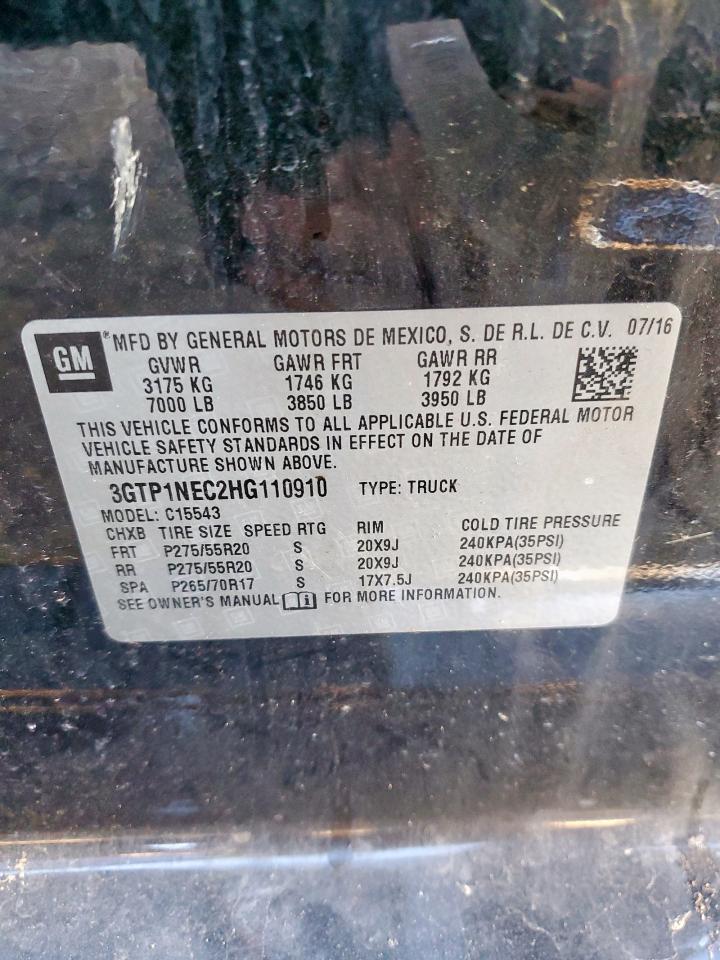 GM ®MFD BY GENERAL MOTORS DE MEXICO, S. DE R.L. DE C.V. 07/16
GVWR GAWR FRT GAWR RR
3175 KG 1746 KG 1792 KG
7000 LB 3850 LB 3950 LB
THIS VEHICLE CONFORMS TO ALL APPLICABLE U.S. FEDERAL MOTOR
VEHICLE SAFETY STANDARDS IN EFFECT ON THE DATE OF
MANUFACTURE SHOWN ABOVE.
3GTP1NEC2HG110910 TYPE: TRUCK
MODEL: C15543
CHXB TIRE SIZE SPEED RTG RIM COLD TIRE PRESSURE
FRT P275/55R20 S 20X9J 240KPA(35PSI)
RR P275/55R20 S 20X9J 240KPA(35PSI)
SPA P265/70R17 S 17X7.5J 240KPA(35PSI)
SEE OWNER'S MANUAL i FOR MORE INFORMATION.